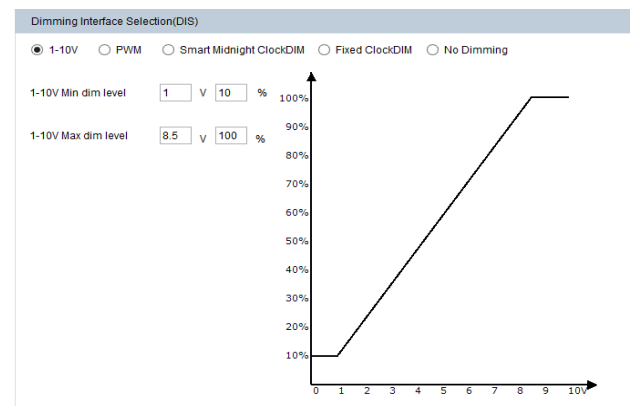 Dimming Interface Selection(DIS)
1-10V PWM Smart Midnight ClockDIM Fixed ClockDIM No Dimming
1-10V Min dim level 1 V 10 %
1-10V Max dim level 8.5 V 100 %
100%
90%
80%
70%
60%
50%
40%
30%
20%
10%
0 1 2 3 4 5 6 7 8 9 10V